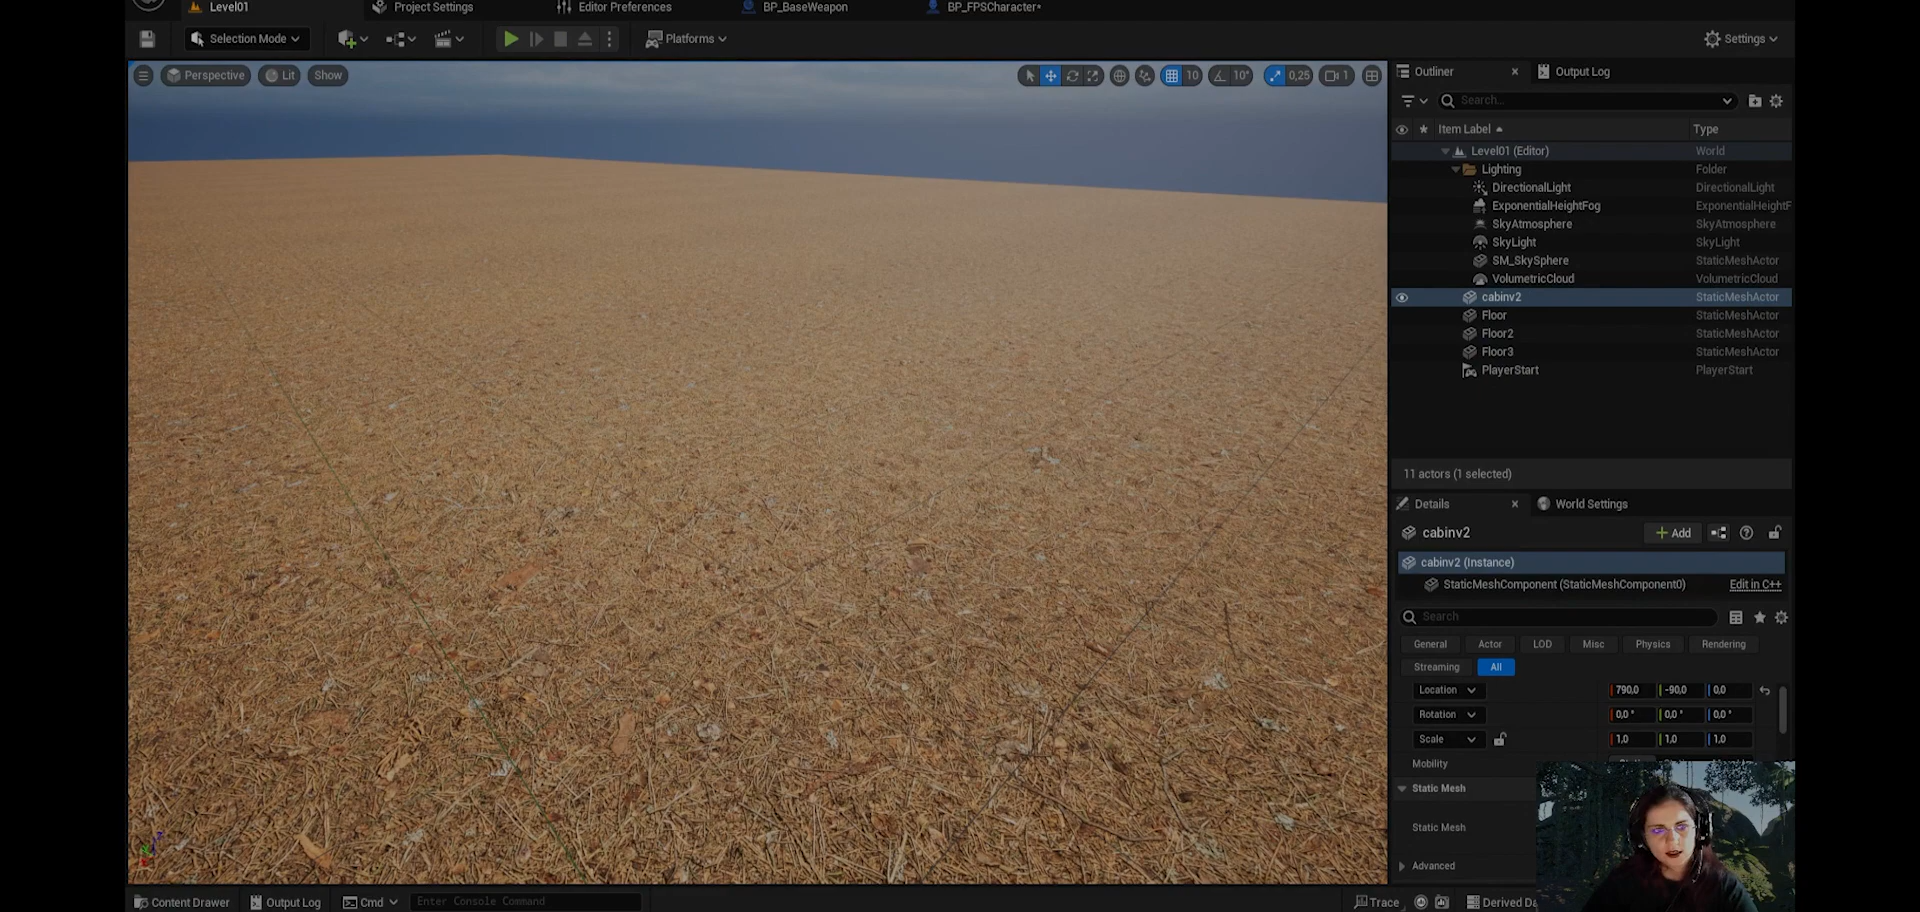 Level01
Project Settings
Editor Preferences
BP_BaseWeapon
BP_FPSCharacter*
Selection Mode
Platforms
Settings
Perspective
Lit
Show
10
10°
0,25
1
Outliner
Output Log
Search...
Item Label
Type
Level01 (Editor)
World
Lighting
Folder
DirectionalLight
DirectionalLight
ExponentialHeightFog
ExponentialHeightF
SkyAtmosphere
SkyAtmosphere
SkyLight
SkyLight
SM_SkySphere
StaticMeshActor
VolumetricCloud
VolumetricCloud
cabinv2
StaticMeshActor
Floor
StaticMeshActor
Floor2
StaticMeshActor
Floor3
StaticMeshActor
PlayerStart
PlayerStart
11 actors (1 selected)
Details
World Settings
cabinv2
Add
cabinv2 (Instance)
StaticMeshComponent (StaticMeshComponent0)
Edit in C++
Search
General
Actor
LOD
Misc
Physics
Rendering
Streaming
All
Location
790,0
-90,0
0,0
Rotation
0,0 °
0,0 °
0,0 °
Scale
1,0
1,0
1,0
Mobility
Static Mesh
Static Mesh
Advanced
Content Drawer
Output Log
Cmd
Enter Console Command
Trace
Derived Da